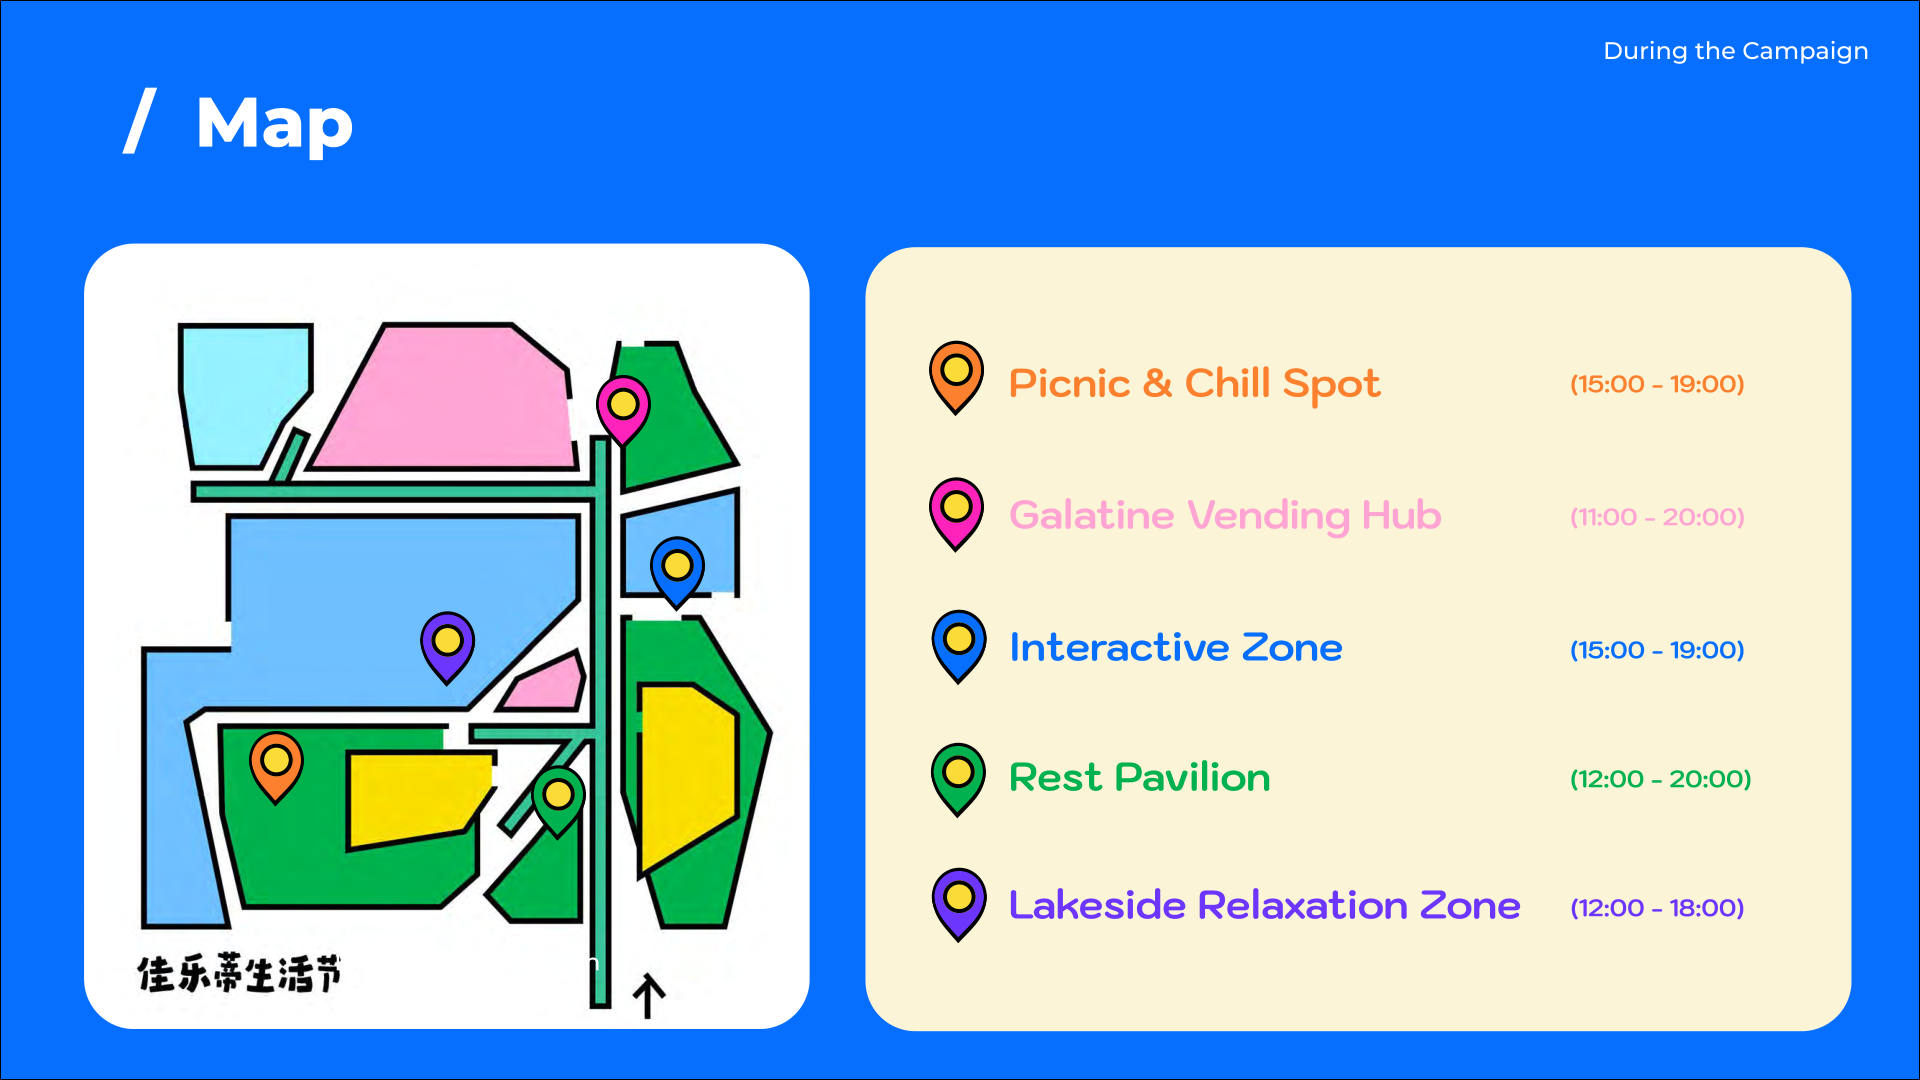 During the Campaign
/ Map
Picnic & Chill Spot (15:00 - 19:00)
Galatine Vending Hub (11:00 - 20:00)
Interactive Zone (15:00 - 19:00)
Rest Pavilion (12:00 - 20:00)
Lakeside Relaxation Zone (12:00 - 18:00)
佳乐蒂生活节
n